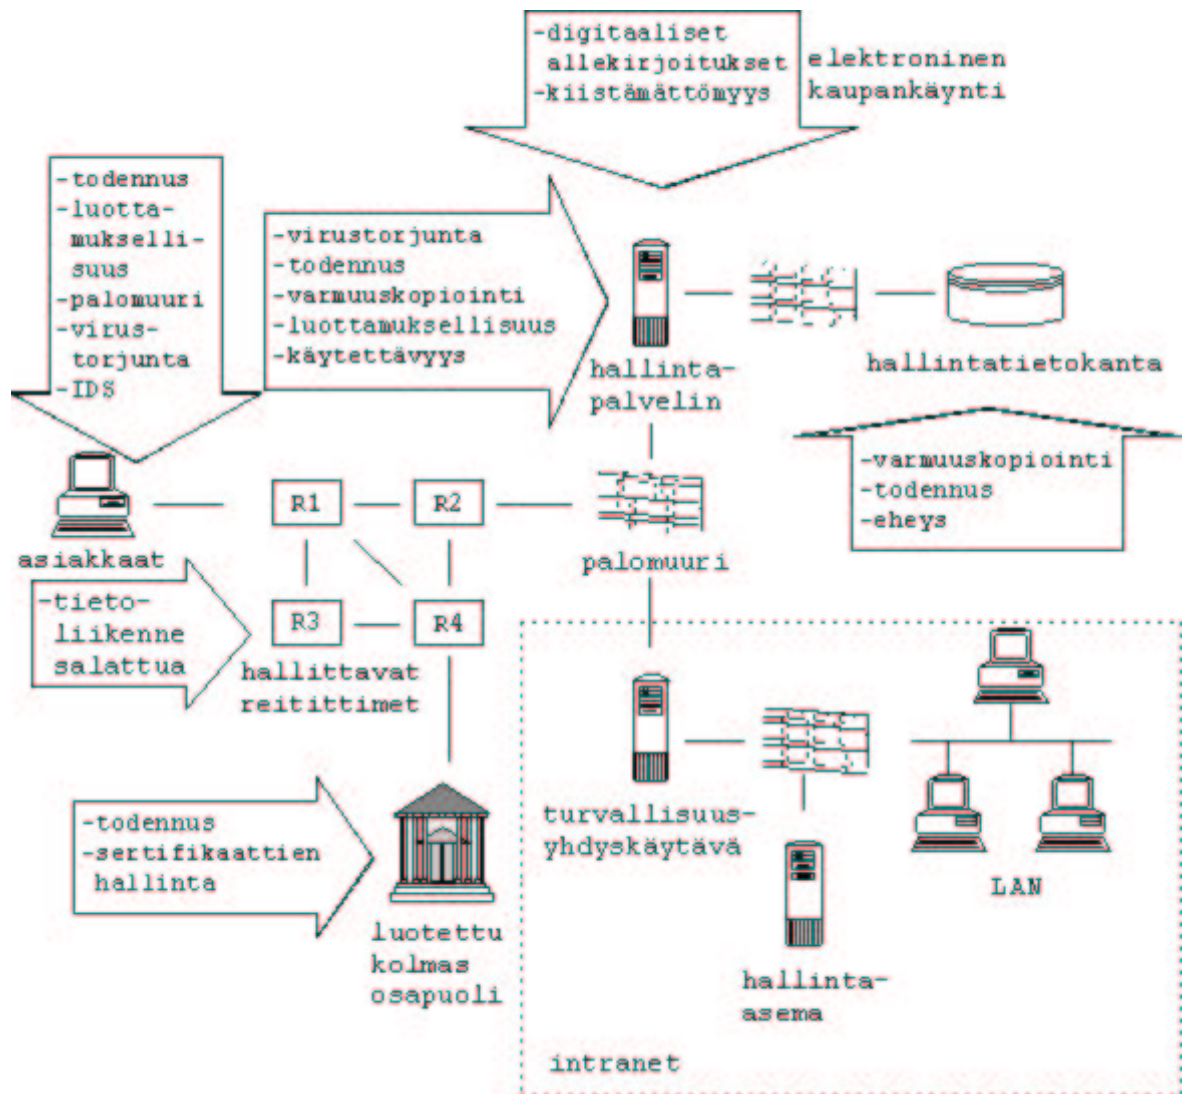 -digitaaliset
allekirjoitukset
-kiistämättömyys
elektroninen
kaupankäynti
-todennus
-luotta-
mukselli-
suus
-palomuuri
-virus-
torjunta
-IDS
-virustorjunta
-todennus
-varmuuskopiointi
-luottamuksellisuus
-käytettävyys
hallinta-
palvelin
hallintatietokanta
-varmuuskopiointi
-todennus
-eheys
asiakkaat
R1
R2
palomuuri
-tieto-
liikenne
salattua
R3
R4
hallittavat
reitittimet
-todennus
-sertifikaattien
hallinta
luotettu
kolmas
osapuoli
turvallisuus-
yhdyskäytävä
LAN
hallinta-
asema
intranet